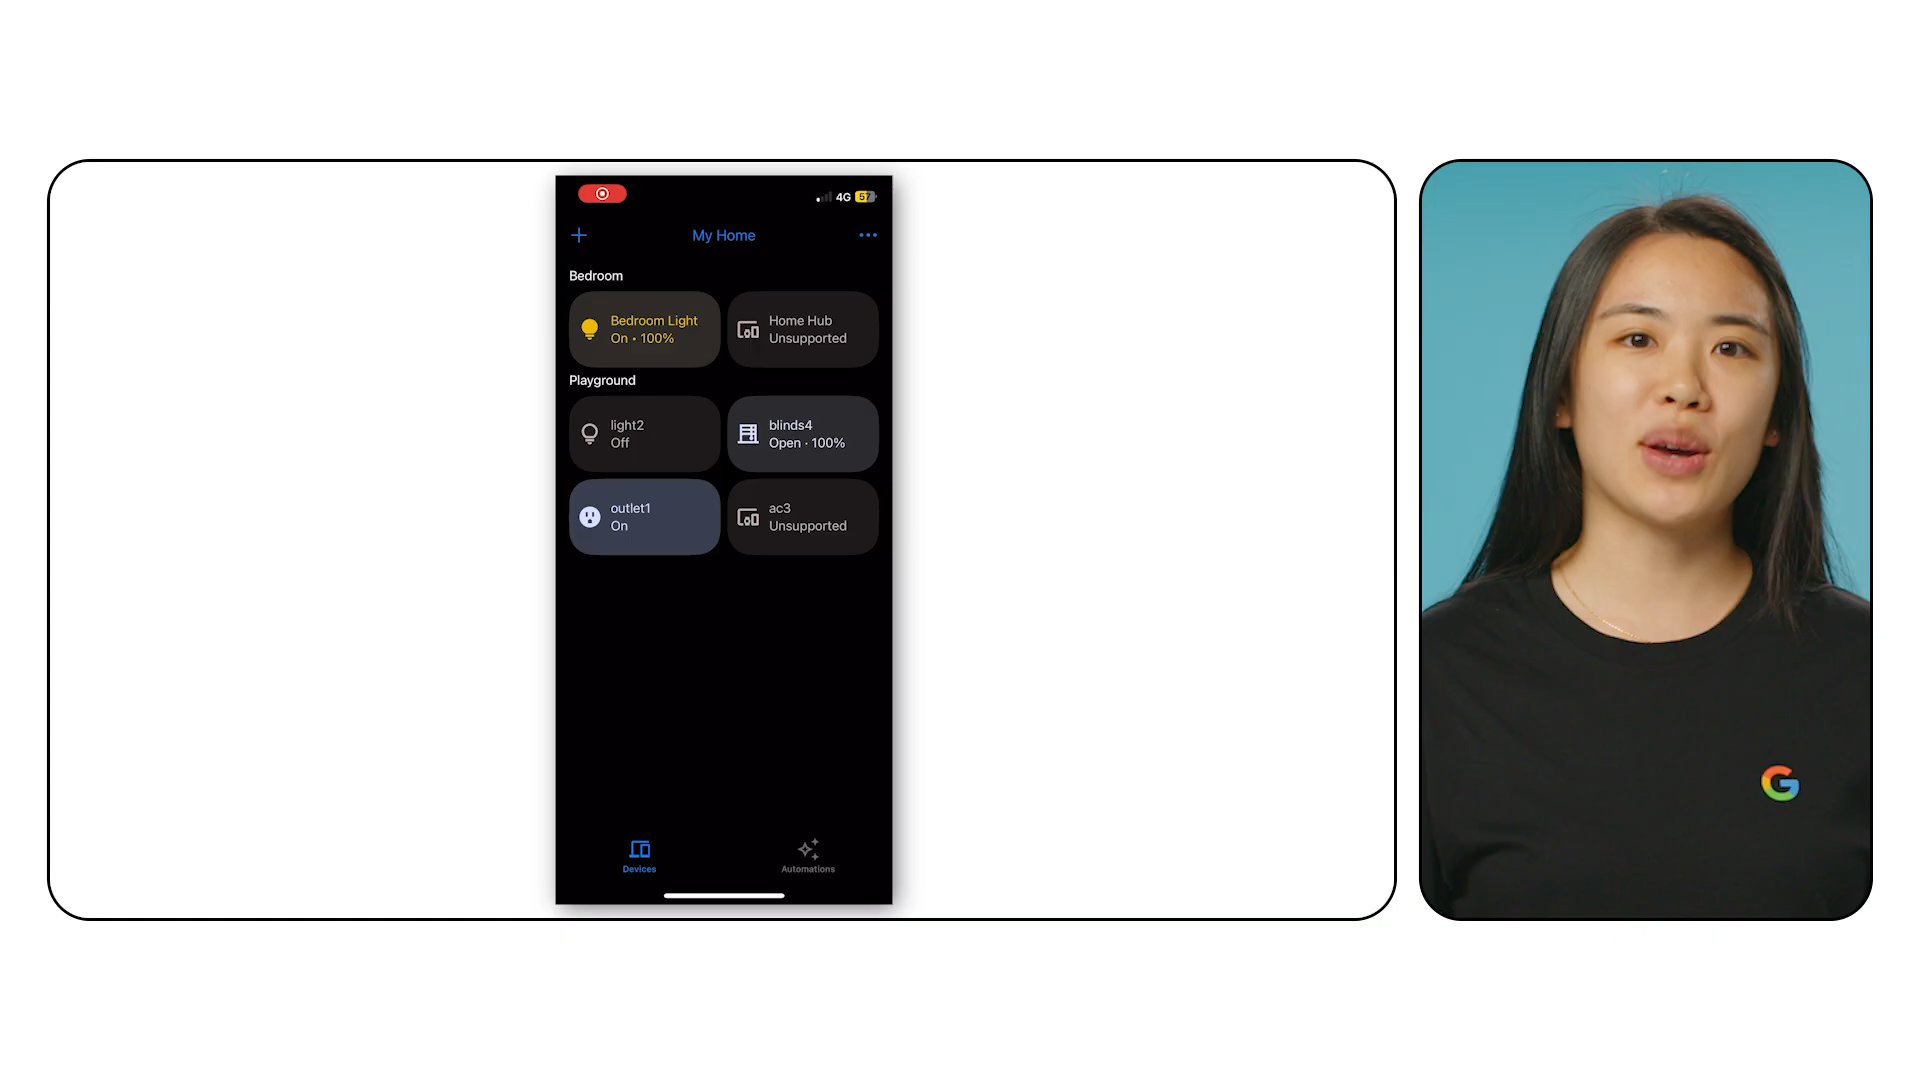 4G 57
My Home
Bedroom
Bedroom Light
On • 100%
Home Hub
Unsupported
Playground
light2
Off
blinds4
Open · 100%
outlet1
On
ac3
Unsupported
Devices
Automations
G